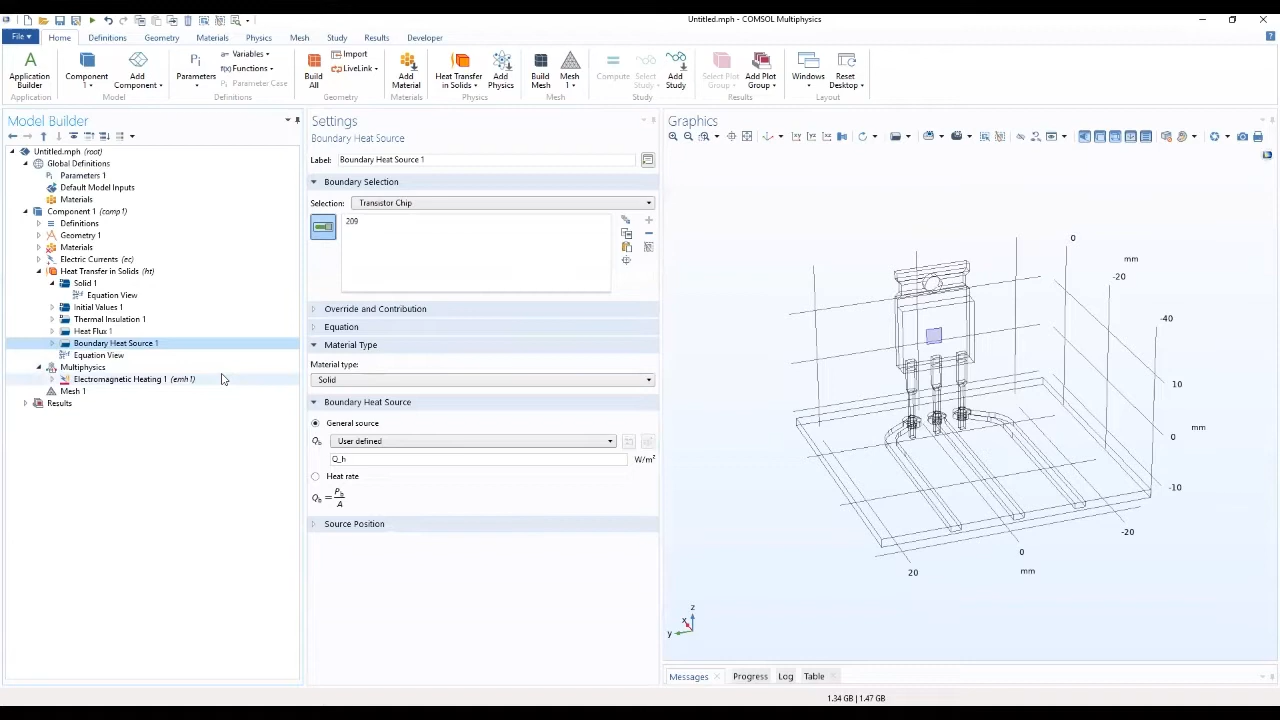 Untitled.mph - COMSOL Multiphysics
File Home Definitions Geometry Materials Physics Mesh Study Results Developer
Application Builder
Application
Component 1
Add Component
Model
Parameters
Variables
Functions
Parameter Case
Definitions
Build All
Import
LiveLink
Geometry
Add Material
Materials
Heat Transfer in Solids
Add Physics
Physics
Build Mesh
Mesh 1
Mesh
Compute
Select Study
Add Study
Study
Select Plot Group
Add Plot Group
Results
Windows
Reset Desktop
Layout
Model Builder
Untitled.mph (root)
Global Definitions
Parameters 1
Default Model Inputs
Materials
Component 1 (comp1)
Definitions
Geometry 1
Materials
Electric Currents (ec)
Heat Transfer in Solids (ht)
Solid 1
Equation View
Initial Values 1
Thermal Insulation 1
Heat Flux 1
Boundary Heat Source 1
Equation View
Multiphysics
Electromagnetic Heating 1 (emh1)
Mesh 1
Results
Settings
Boundary Heat Source
Label: Boundary Heat Source 1
Boundary Selection
Selection: Transistor Chip
209
Override and Contribution
Equation
Material Type
Material type:
Solid
Boundary Heat Source
General source
Qb User defined
Q_h W/m²
Heat rate
Qb = Pb
A
Source Position
Graphics
0
mm
-20
-40
10
0
mm
-10
-20
0
mm
20
z
x
y
Messages Progress Log Table
1.34 GB | 1.47 GB